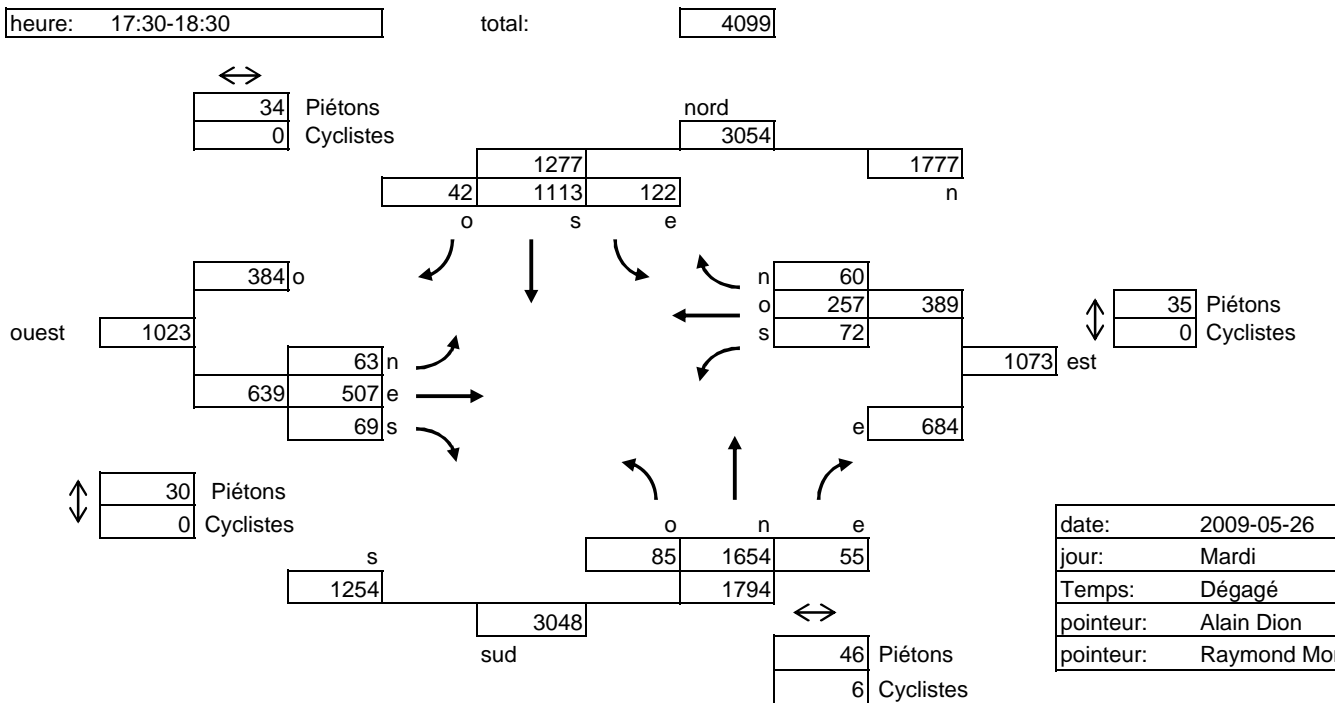 heure: 17:30-18:30 total: 4099
34 Piétons
0 Cyclistes
nord
3054
1277 1777
42 1113 122 n
o s e
384 o
n 60
o 257 389
s 72
35 Piétons
0 Cyclistes
ouest 1023
63 n
639 507 e
69 s
1073 est
e 684
30 Piétons
0 Cyclistes
o n e
85 1654 55
1794
s
1254
3048
sud
46 Piétons
6 Cyclistes
date: 2009-05-26
jour: Mardi
Temps: Dégagé
pointeur: Alain Dion
pointeur: Raymond